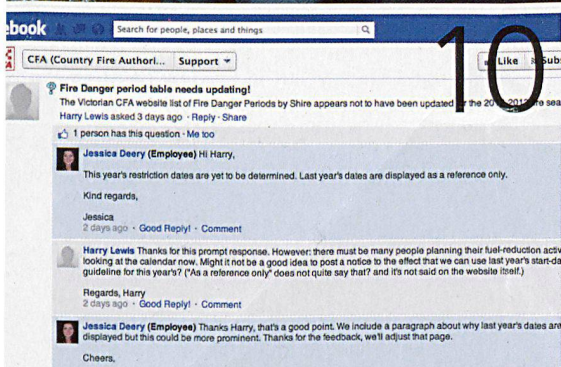 ebook
Search for people, places and things
10
CFA (Country Fire Authori... Support
Like
Fire Danger period table needs updating!
The Victorian CFA website list of Fire Danger Periods by Shire appears not to have been updated the
Harry Lewis asked 3 days ago · Reply · Share
1 person has this question · Me too
Jessica Deery (Employee) Hi Harry,
This year's restriction dates are yet to be determined. Last year's dates are displayed as a reference only.
Kind regards,
Jessica
2 days ago · Good Reply! · Comment
Harry Lewis Thanks for this prompt response. However: there must be many people planning their fuel-reduction
looking at the calendar now. Might it not be a good idea to post a notice to the effect that we can use last year's
guideline for this year's? ("As a reference only" does not quite say that? and it's not said on the website itself.)
Regards, Harry
2 days ago · Good Reply! · Comment
Jessica Deery (Employee) Thanks Harry, that's a good point. We include a paragraph about why last year's dates are
displayed but this could be more prominent. Thanks for the feedback, we'll adjust that page.
Cheers,